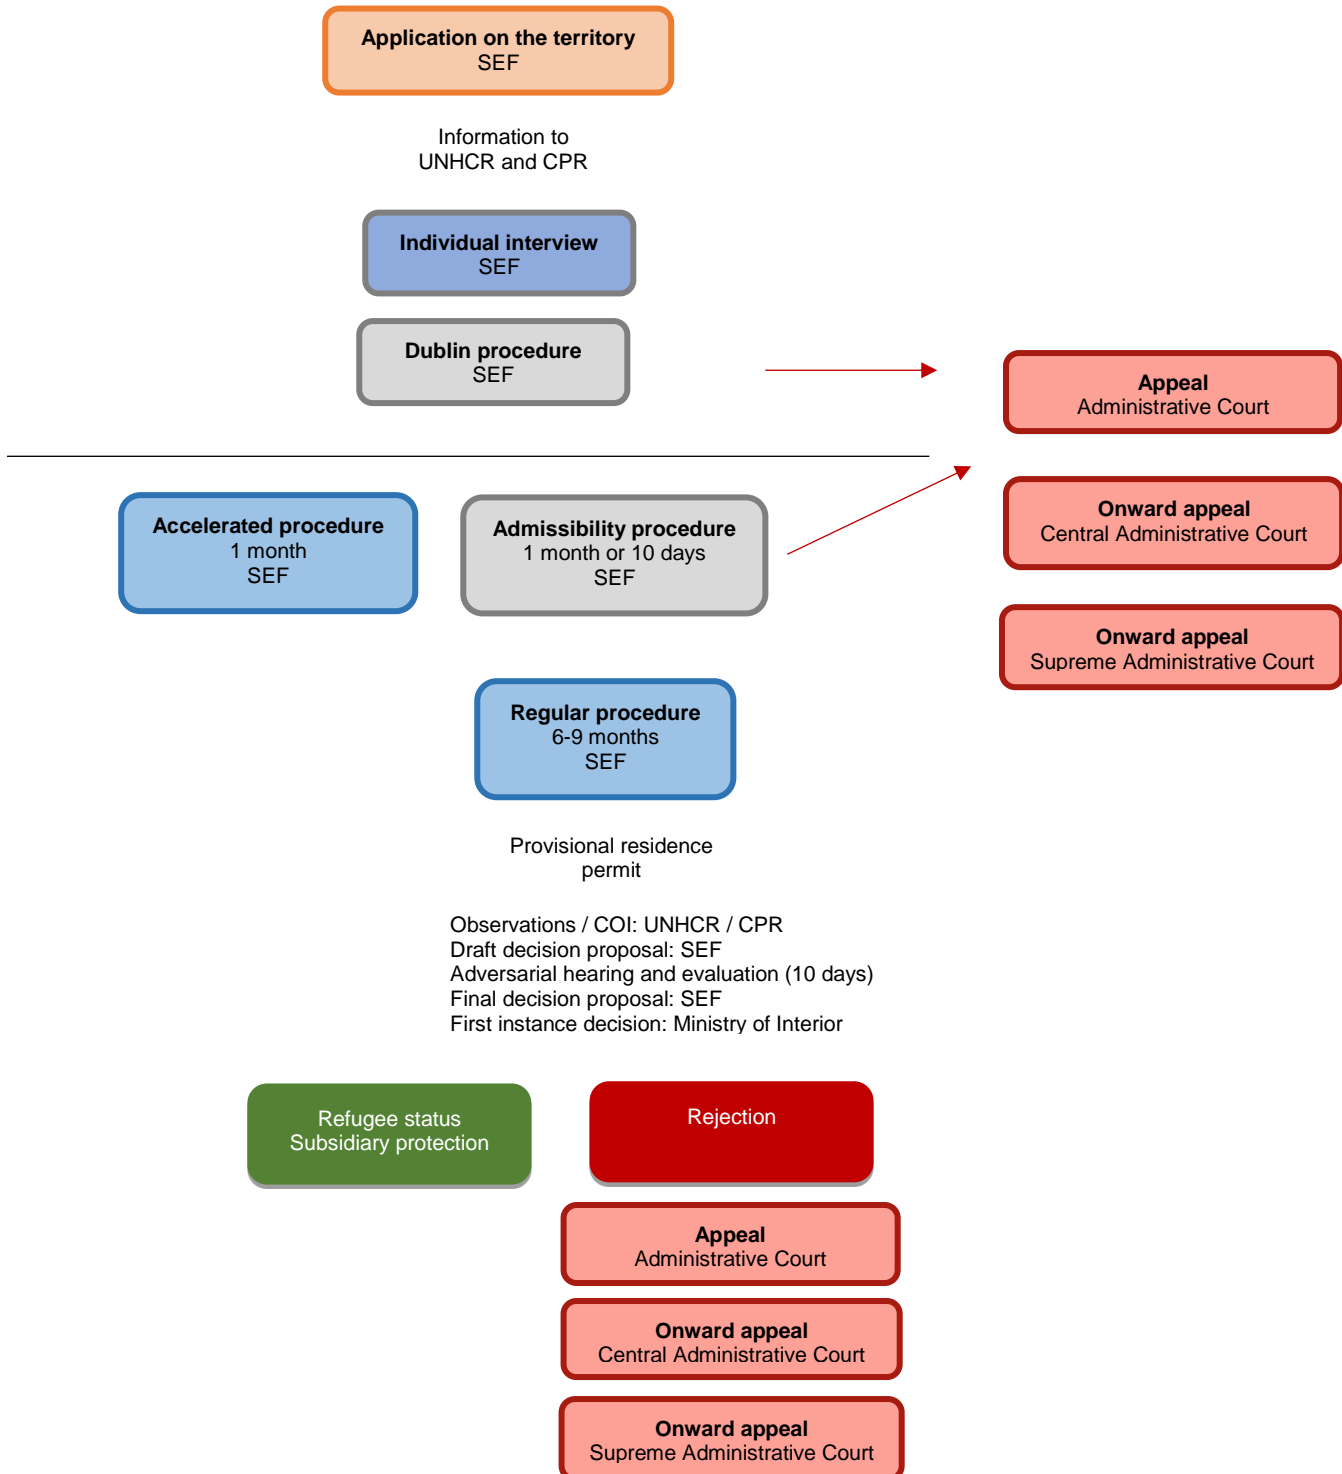 Application on the territory
SEF
Information to
UNHCR and CPR
Individual interview
SEF
Dublin procedure
SEF
Appeal
Administrative Court
Accelerated procedure
1 month
SEF
Admissibility procedure
1 month or 10 days
SEF
Onward appeal
Central Administrative Court
Onward appeal
Supreme Administrative Court
Regular procedure
6-9 months
SEF
Provisional residence
permit
Observations / COI: UNHCR / CPR
Draft decision proposal: SEF
Adversarial hearing and evaluation (10 days)
Final decision proposal: SEF
First instance decision: Ministry of Interior
Refugee status
Subsidiary protection
Rejection
Appeal
Administrative Court
Onward appeal
Central Administrative Court
Onward appeal
Supreme Administrative Court